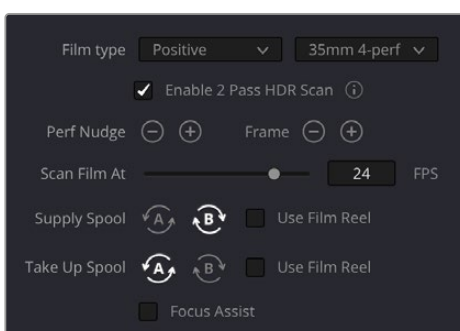 Film type Positive 35mm 4-perf
Enable 2 Pass HDR Scan i
Perf Nudge Frame
Scan Film At 24 FPS
Supply Spool A B Use Film Reel
Take Up Spool A B Use Film Reel
Focus Assist